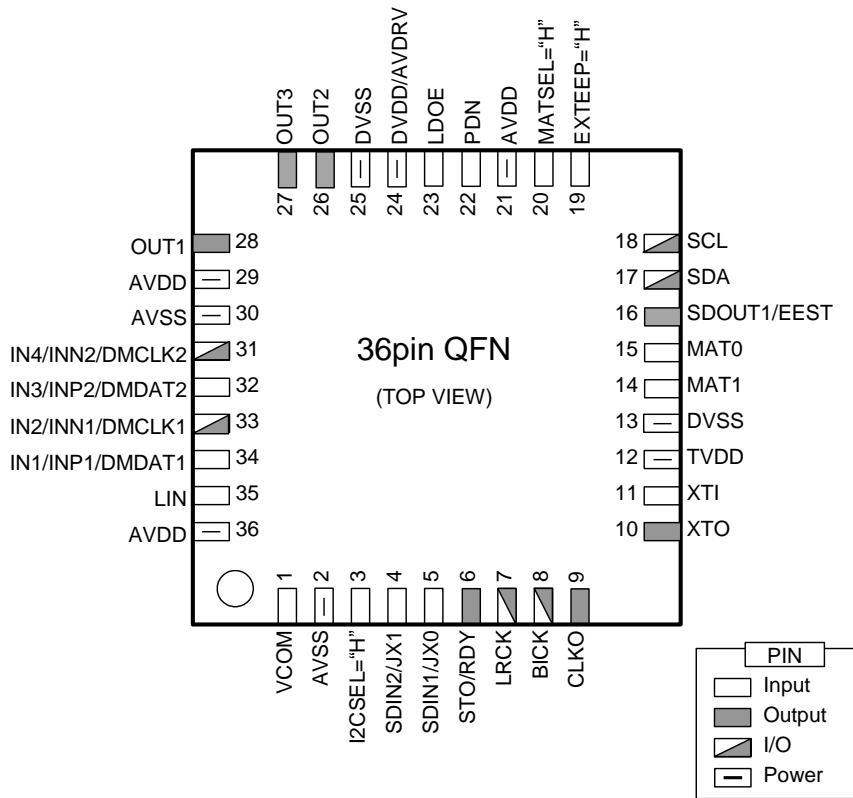 OUT3
OUT2
DVSS
DVDD/AVDRV
LDOE
PDN
AVDD
MATSEL=“H”
EXTEEP=“H”
27
26
25
24
23
22
21
20
19
OUT1 28
AVDD 29
AVSS 30
IN4/INN2/DMCLK2 31
IN3/INP2/DMDAT2 32
IN2/INN1/DMCLK1 33
IN1/INP1/DMDAT1 34
LIN 35
AVDD 36
36pin QFN
(TOP VIEW)
18 SCL
17 SDA
16 SDOUT1/EEST
15 MAT0
14 MAT1
13 DVSS
12 TVDD
11 XTI
10 XTO
1
2
3
4
5
6
7
8
9
VCOM
AVSS
I2CSEL=“H”
SDIN2/JX1
SDIN1/JX0
STO/RDY
LRCK
BICK
CLKO
PIN
Input
Output
I/O
Power